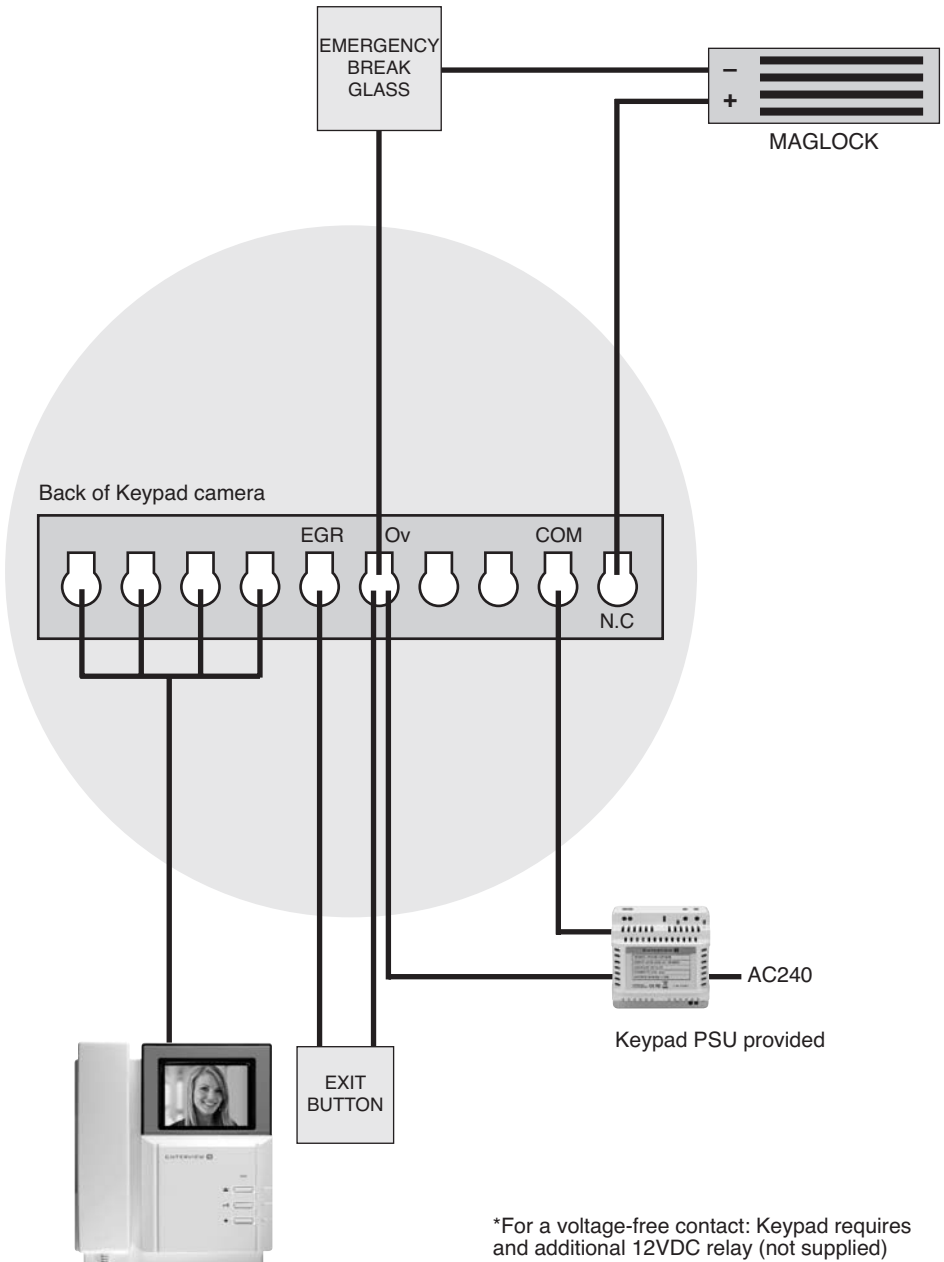 EMERGENCY
BREAK
GLASS
–
+
MAGLOCK
Back of Keypad camera
EGR
Ov
COM
N.C
AC240
Keypad PSU provided
EXIT
BUTTON
ENTERVIEW
*For a voltage-free contact: Keypad requires
and additional 12VDC relay (not supplied)